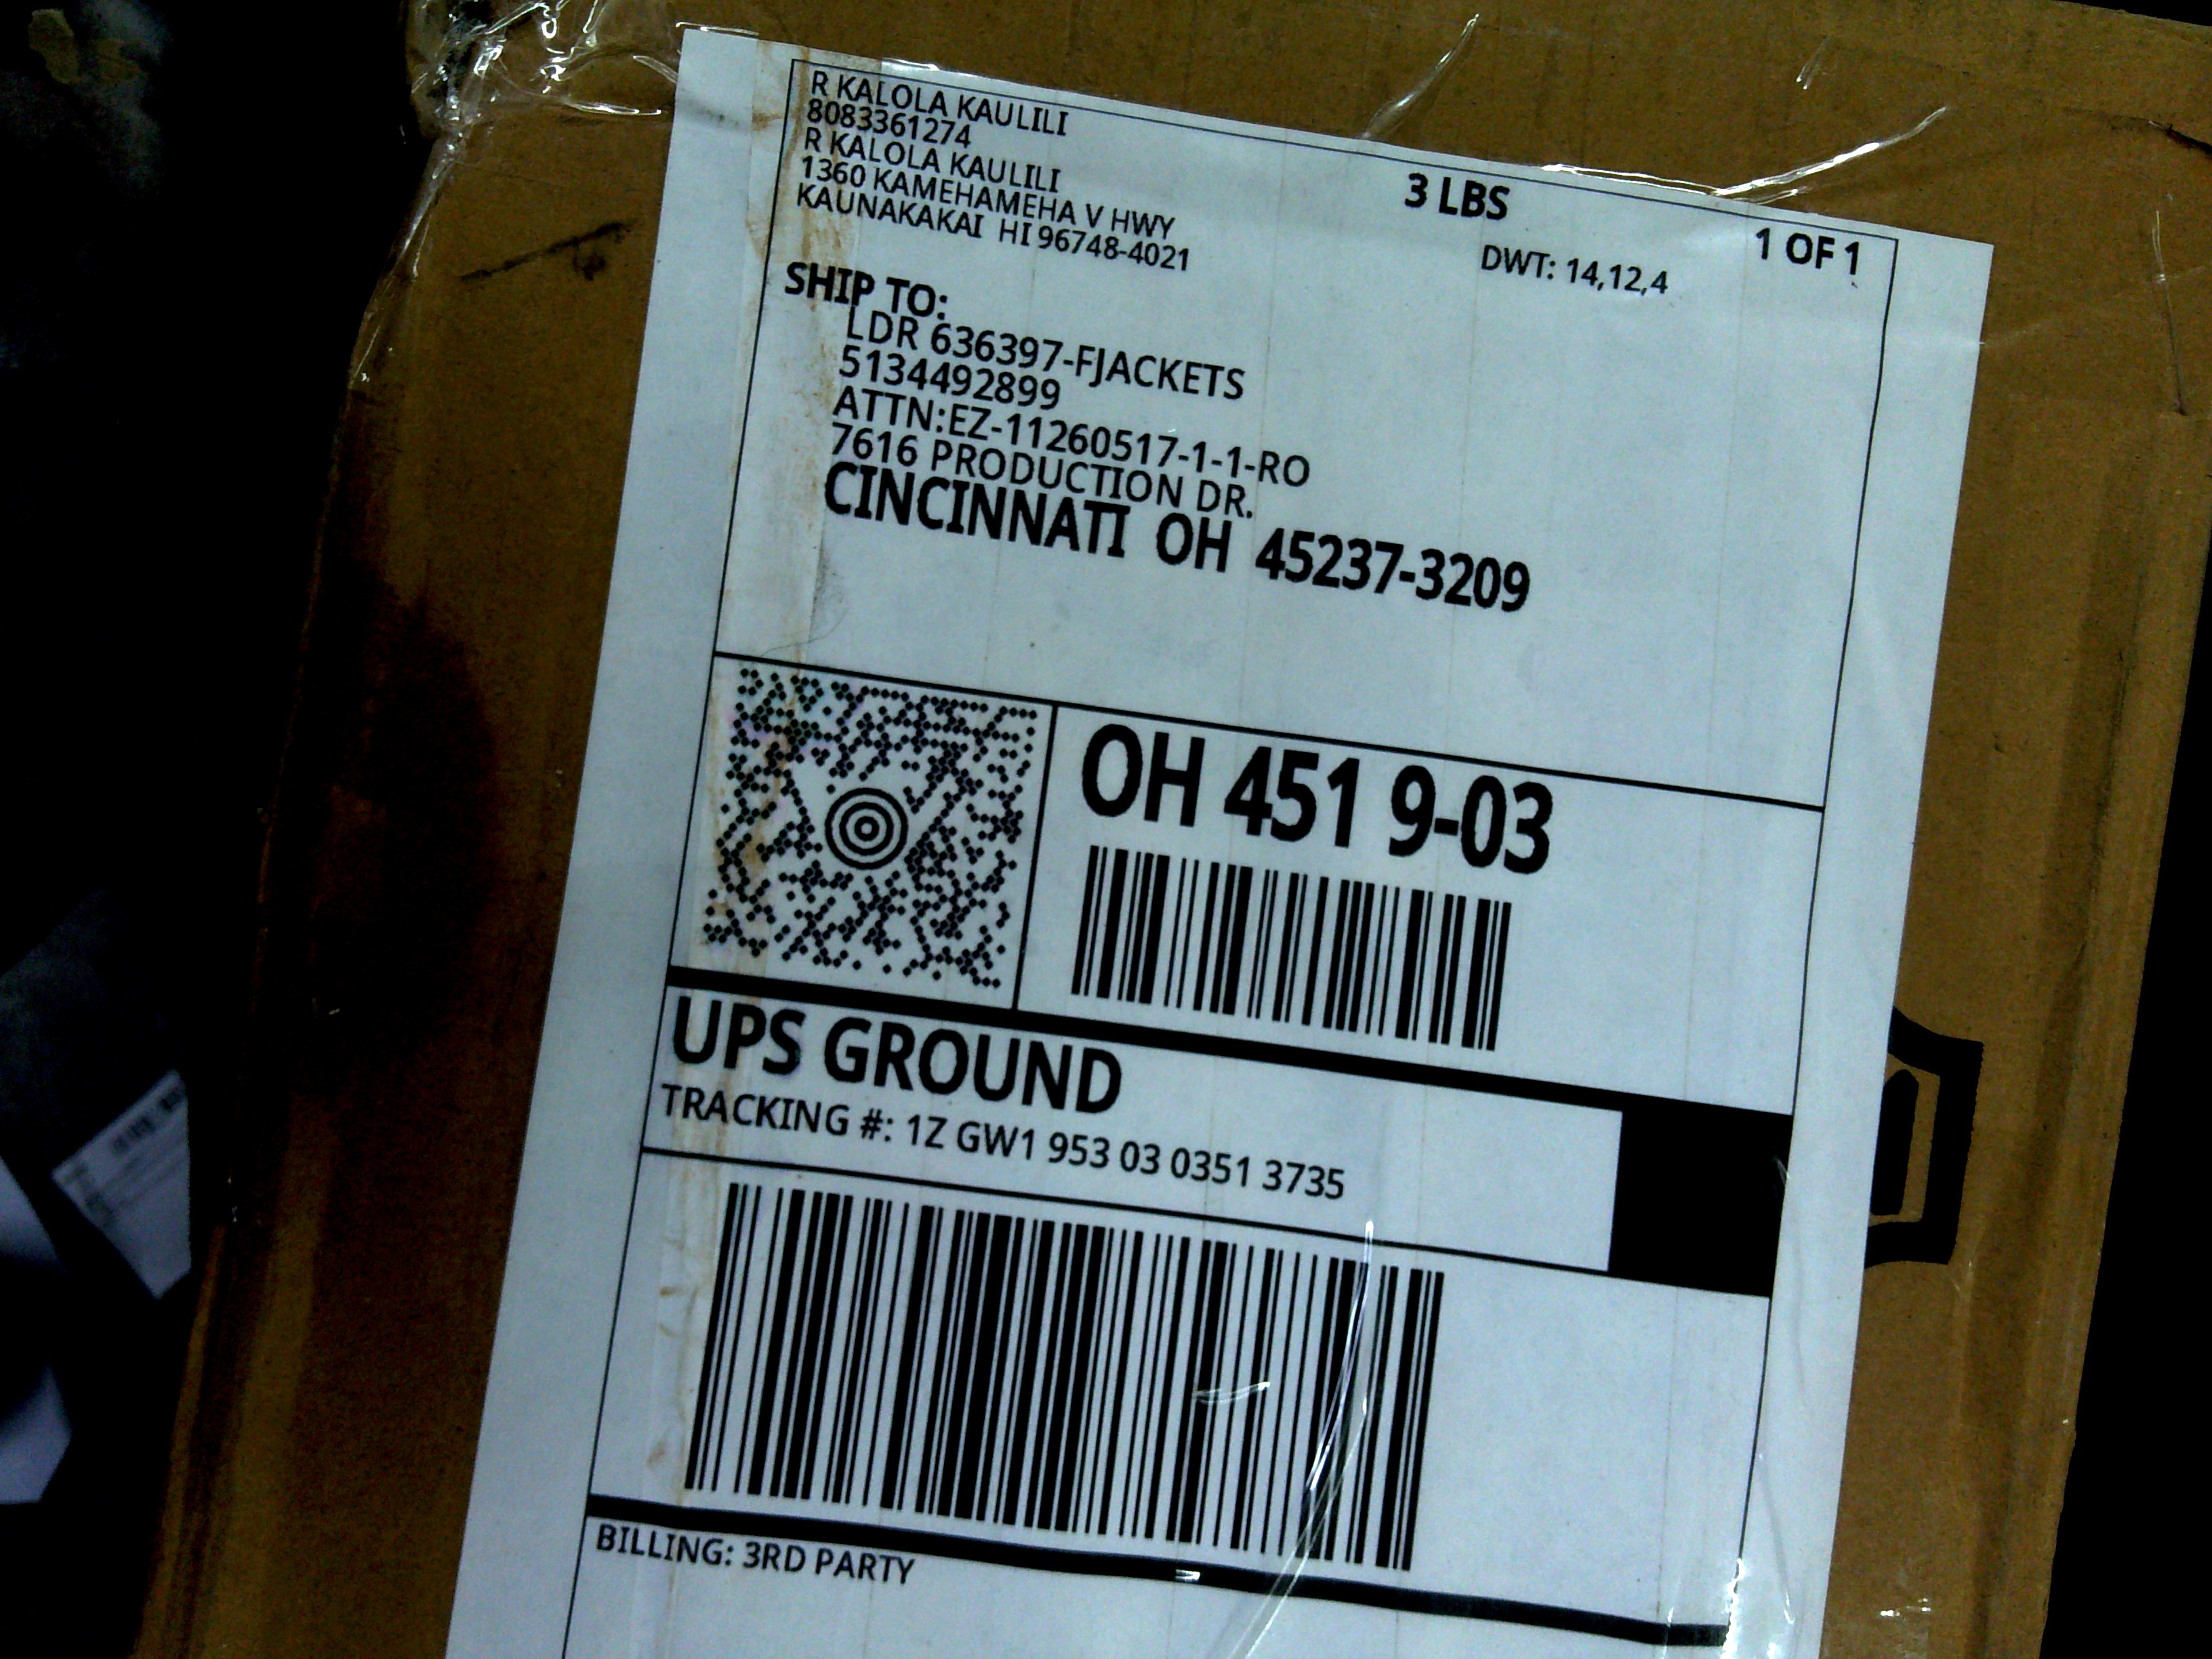 R KALOLA KAULILI
8083361274
R KALOLA KAULILI
1360 KAMEHAMEHA V HWY
KAUNAKAKAI HI 96748-4021
3 LBS
1 OF 1
DWT: 14,12,4
SHIP TO:
LDR 636397-FJACKETS
5134492899
ATTN:EZ-11260517-1-1-RO
7616 PRODUCTION DR.
CINCINNATI OH 45237-3209
OH 451 9-03
UPS GROUND
TRACKING #: 1Z GW1 953 03 0351 3735
BILLING: 3RD PARTY